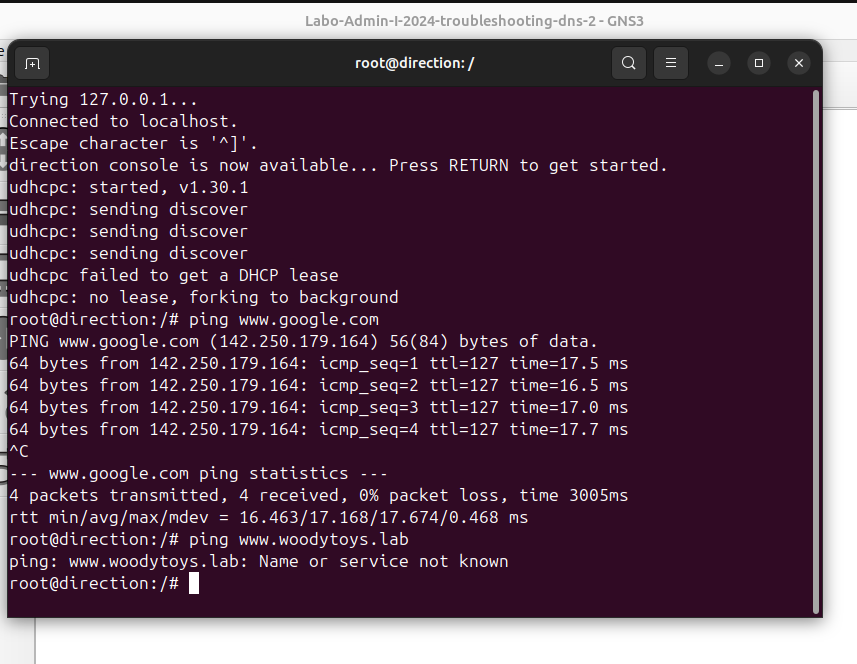 Labo-Admin-I-2024-troubleshooting-dns-2 - GNS3
root@direction: /
Trying 127.0.0.1...
Connected to localhost.
Escape character is '^]'.
direction console is now available... Press RETURN to get started.
udhcpc: started, v1.30.1
udhcpc: sending discover
udhcpc: sending discover
udhcpc: sending discover
udhcpc failed to get a DHCP lease
udhcpc: no lease, forking to background
root@direction:/# ping www.google.com
PING www.google.com (142.250.179.164) 56(84) bytes of data.
64 bytes from 142.250.179.164: icmp_seq=1 ttl=127 time=17.5 ms
64 bytes from 142.250.179.164: icmp_seq=2 ttl=127 time=16.5 ms
64 bytes from 142.250.179.164: icmp_seq=3 ttl=127 time=17.0 ms
64 bytes from 142.250.179.164: icmp_seq=4 ttl=127 time=17.7 ms
^C
--- www.google.com ping statistics ---
4 packets transmitted, 4 received, 0% packet loss, time 3005ms
rtt min/avg/max/mdev = 16.463/17.168/17.674/0.468 ms
root@direction:/# ping www.woodytoys.lab
ping: www.woodytoys.lab: Name or service not known
root@direction:/#